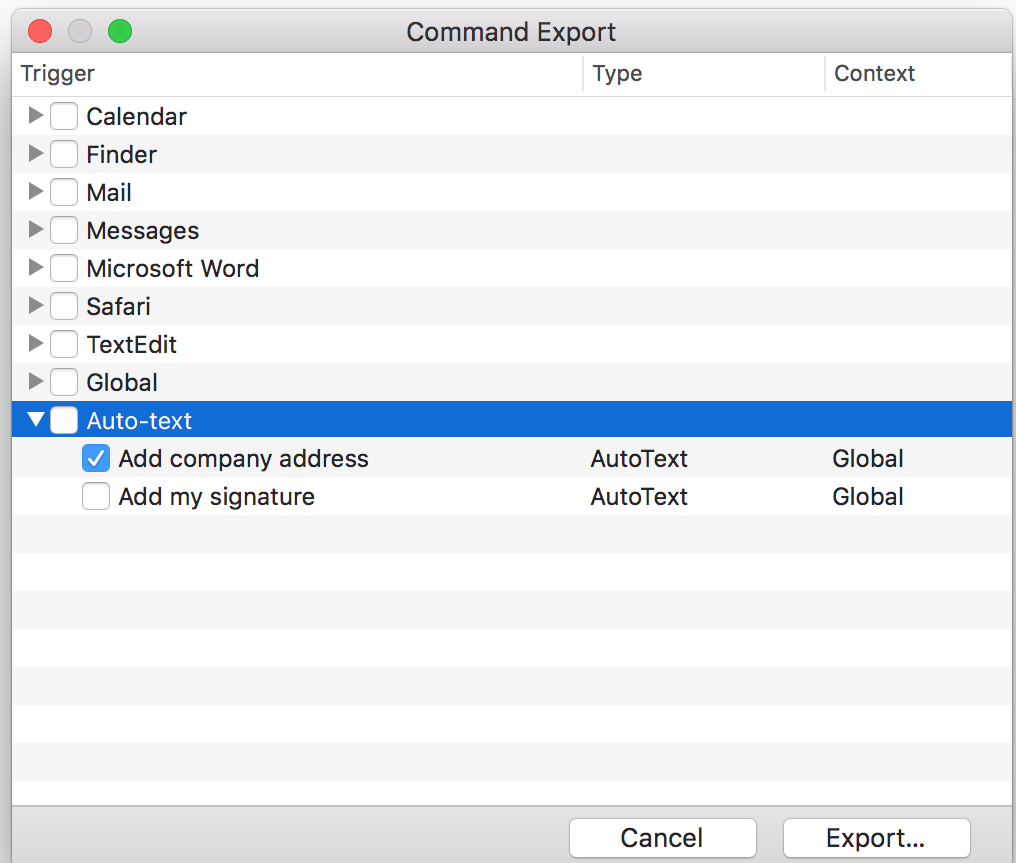 Command Export
Trigger Type Context
Calendar
Finder
Mail
Messages
Microsoft Word
Safari
TextEdit
Global
Auto-text
Add company address AutoText Global
Add my signature AutoText Global
Cancel Export...